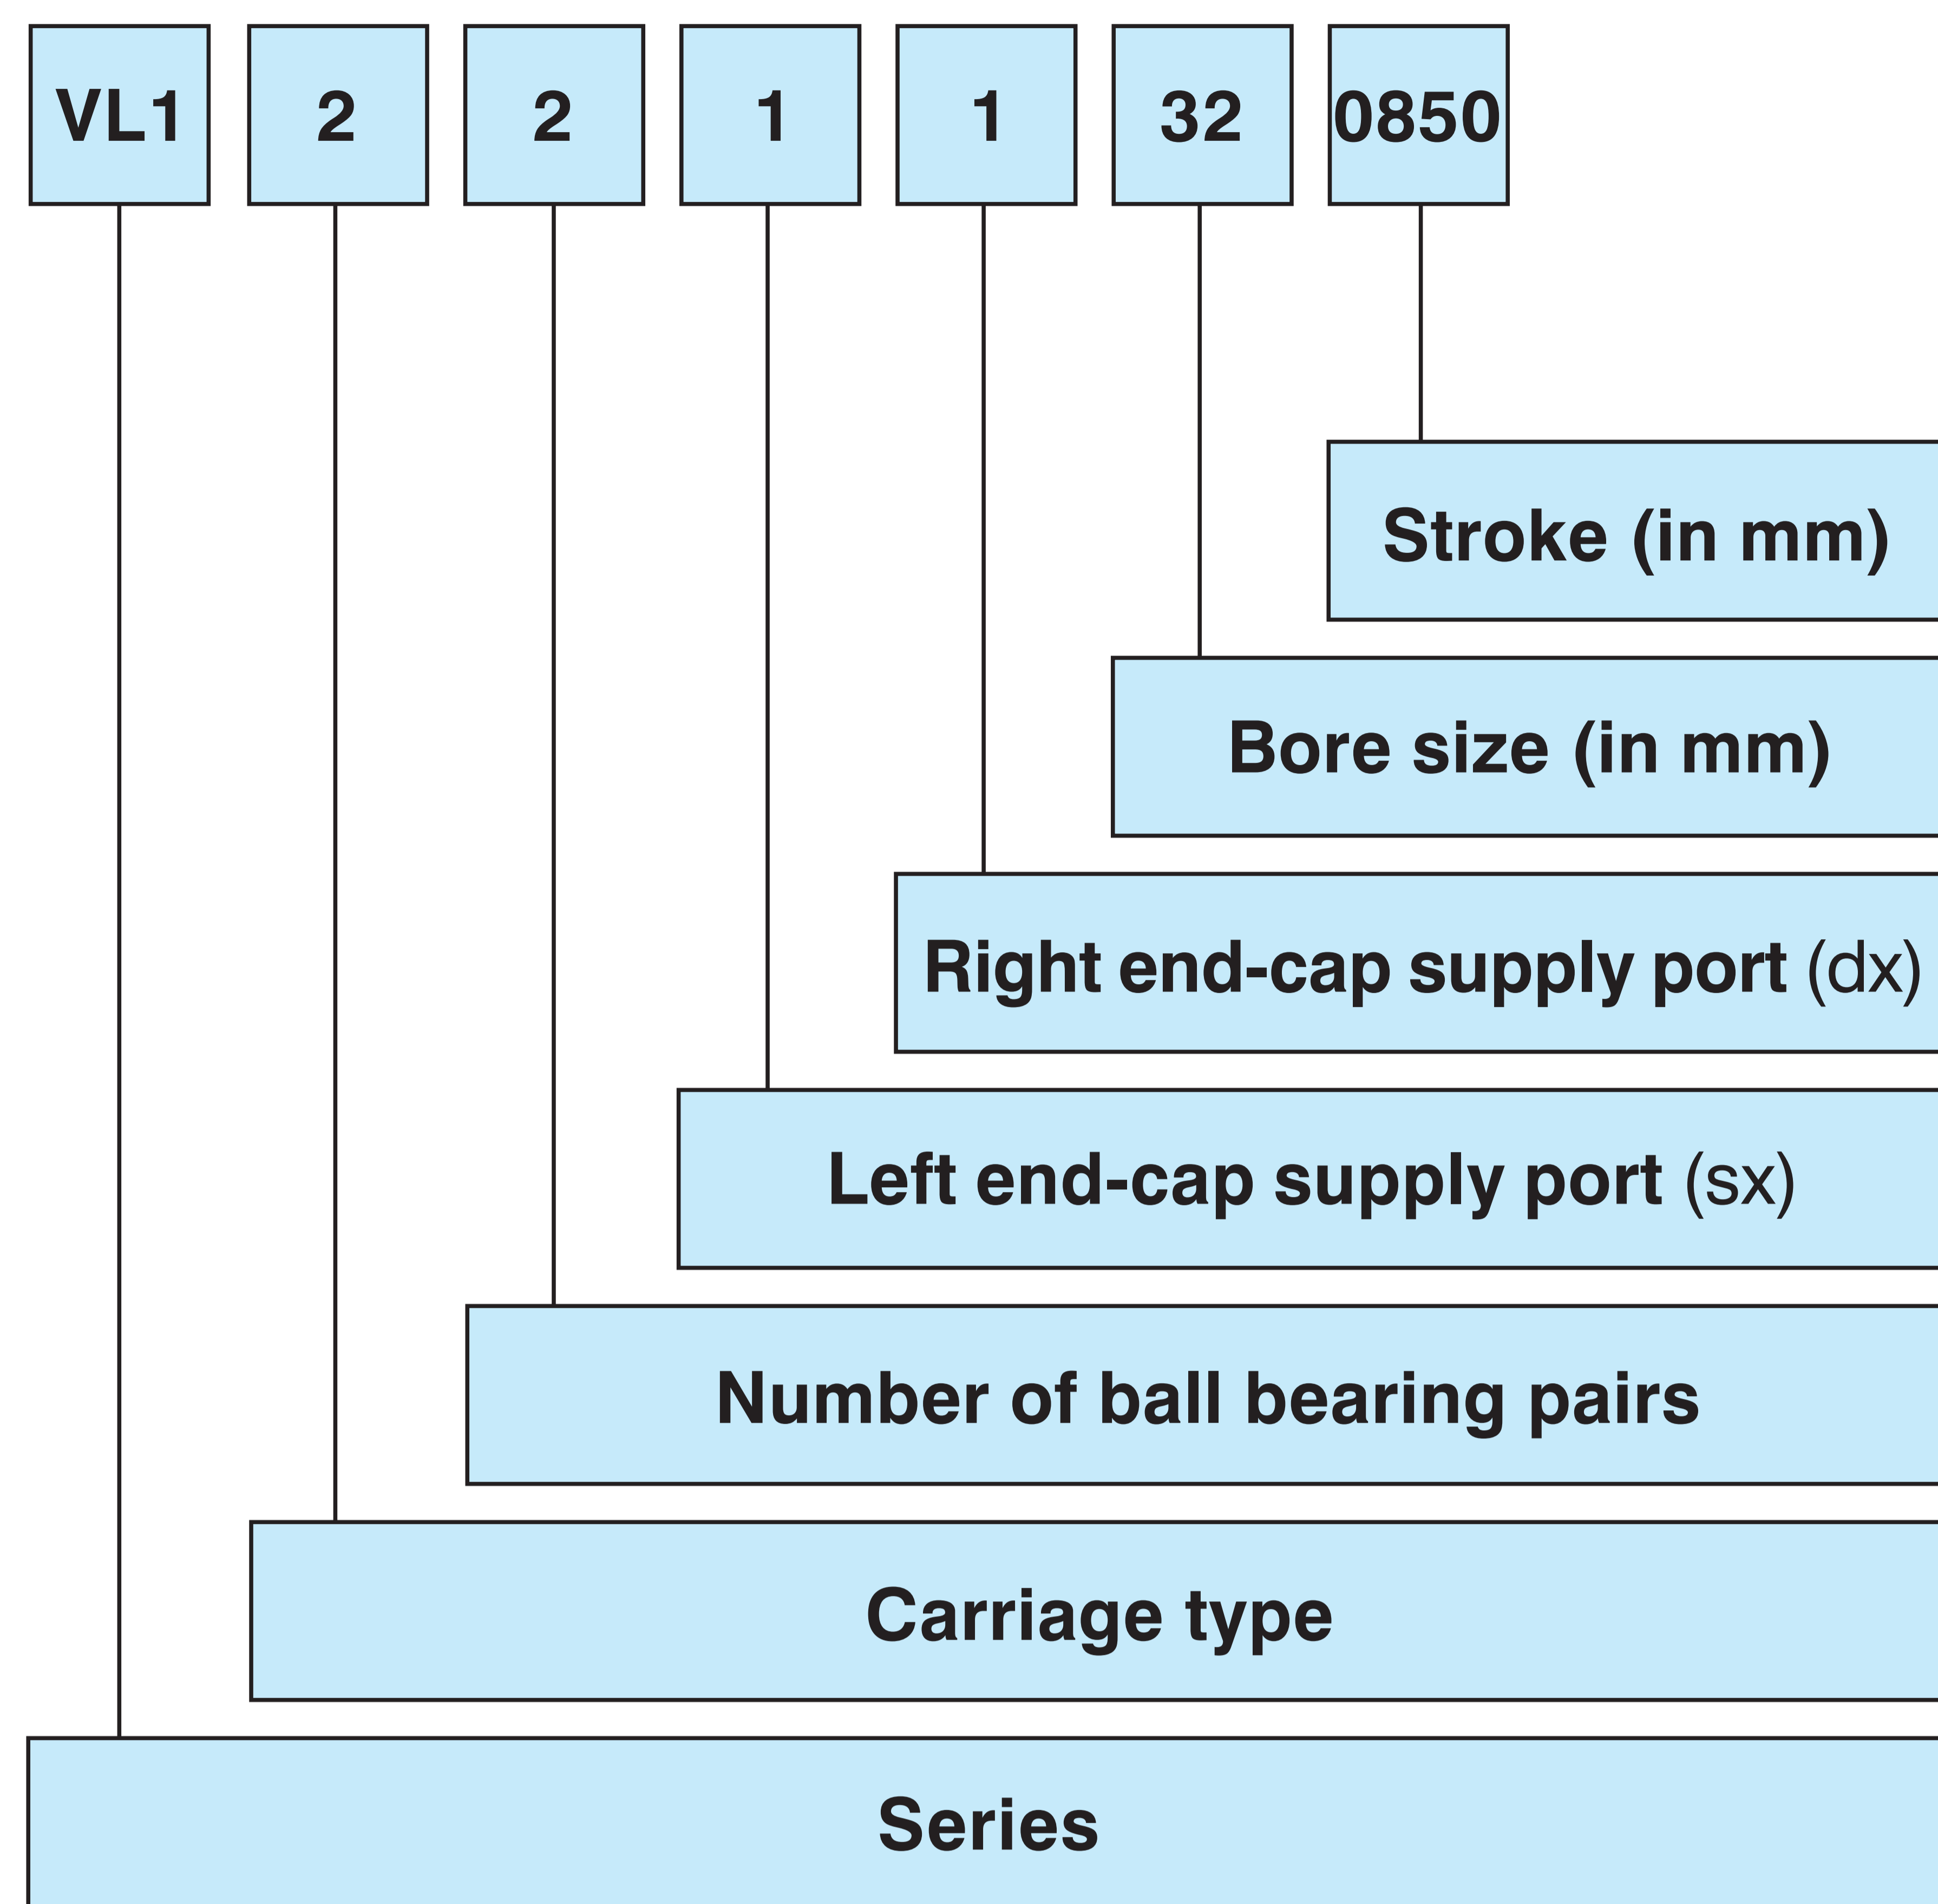 VL1 2 2 1 1 32 0850
Stroke (in mm)
Bore size (in mm)
Right end-cap supply port (dx)
Left end-cap supply port (sx)
Number of ball bearing pairs
Carriage type
Series